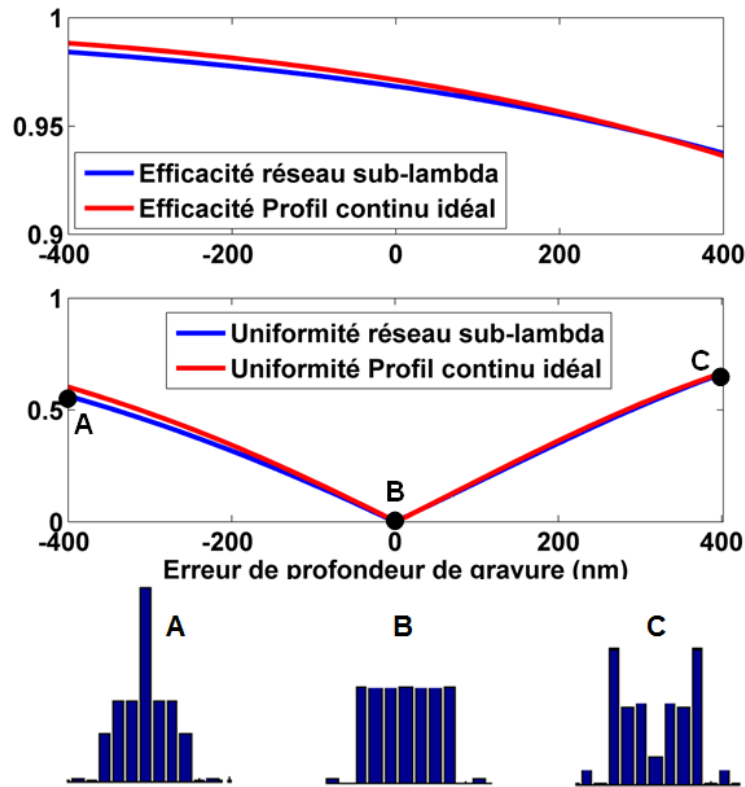 1
0.95
0.9
Efficacité réseau sub-lambda
Efficacité Profil continu idéal
-400 -200 0 200 400
1
0.5
0
Uniformité réseau sub-lambda
Uniformité Profil continu idéal
A
B
C
-400 -200 0 200 400
Erreur de profondeur de gravure (nm)
A B C